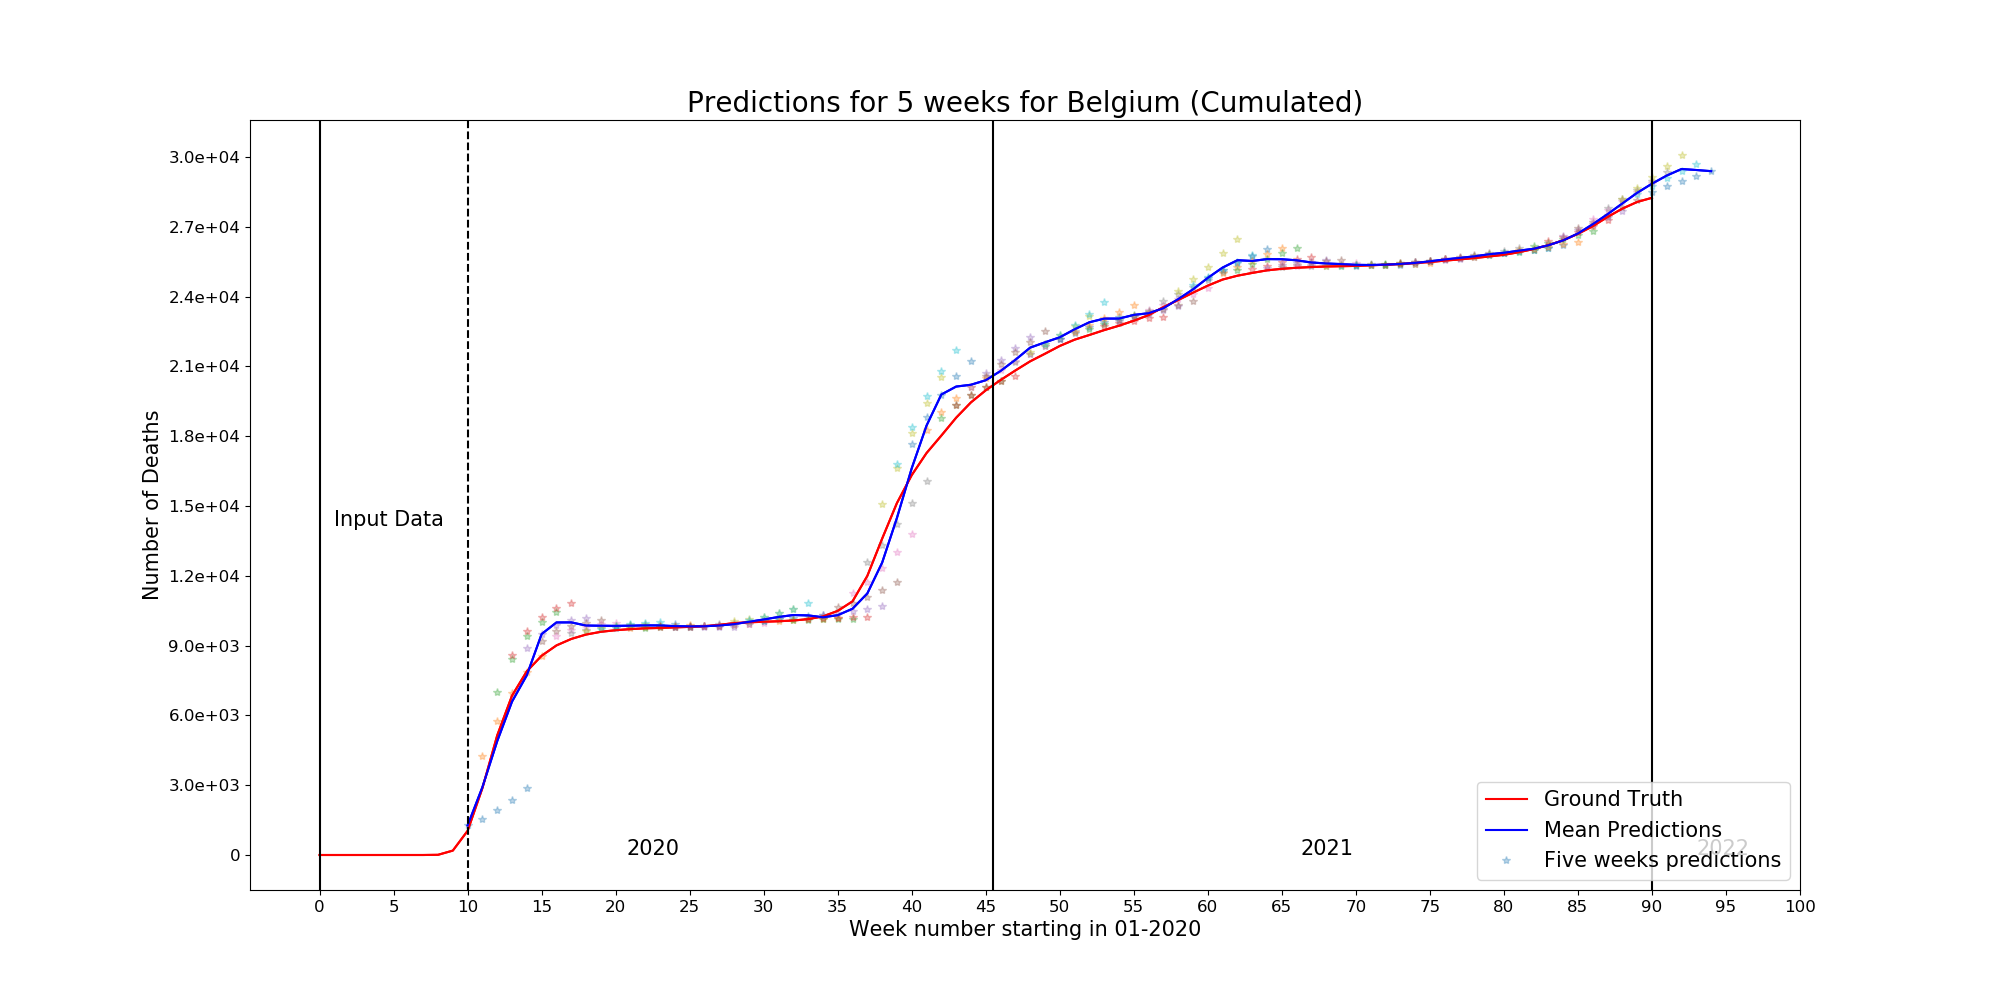 Predictions for 5 weeks for Belgium (Cumulated)
3.0e+04
2.7e+04
2.4e+04
2.1e+04
1.8e+04
1.5e+04
1.2e+04
9.0e+03
6.0e+03
3.0e+03
0
Number of Deaths
Input Data
2020
2021
2022
Ground Truth
Mean Predictions
Five weeks predictions
0 5 10 15 20 25 30 35 40 45 50 55 60 65 70 75 80 85 90 95 100
Week number starting in 01-2020